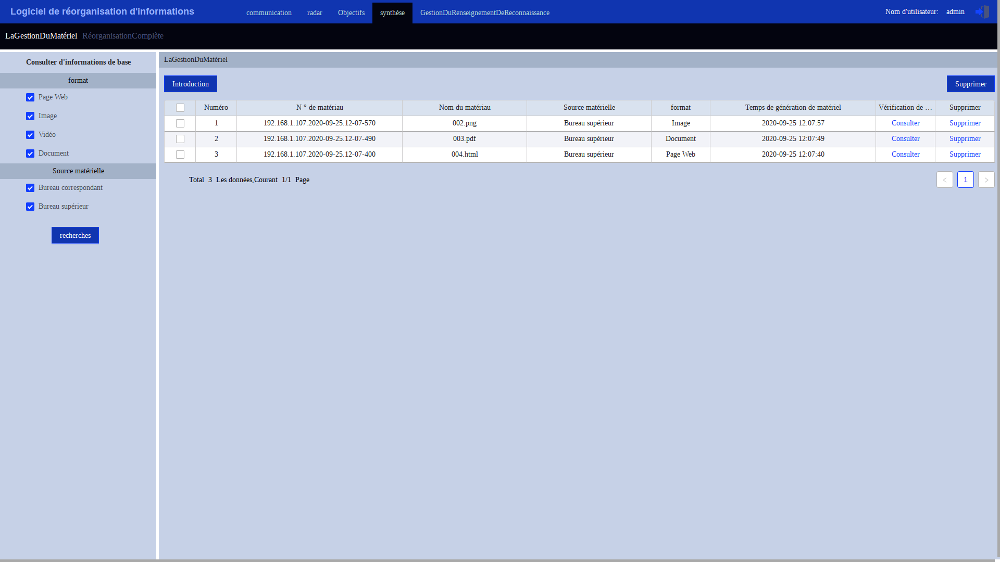 Logiciel de réorganisation d'informations communication radar Objectifs synthèse GestionDuRenseignementDeReconnaissance Nom d'utilisateur: admin
LaGestionDuMatériel RéorganisationComplète
Consulter d'informations de base
format
Page Web
Image
Vidéo
Document
Source matérielle
Bureau correspondant
Bureau supérieur
recherches
LaGestionDuMatériel
Introduction Supprimer
Numéro N ° de matériau Nom du matériau Source matérielle format Temps de génération de matériel Vérification de … Supprimer
1 192.168.1.107.2020-09-25.12-07-570 002.png Bureau supérieur Image 2020-09-25 12:07:57 Consulter Supprimer
2 192.168.1.107.2020-09-25.12-07-490 003.pdf Bureau supérieur Document 2020-09-25 12:07:49 Consulter Supprimer
3 192.168.1.107.2020-09-25.12-07-400 004.html Bureau supérieur Page Web 2020-09-25 12:07:40 Consulter Supprimer
Total 3 Les données,Courant 1/1 Page < 1 >